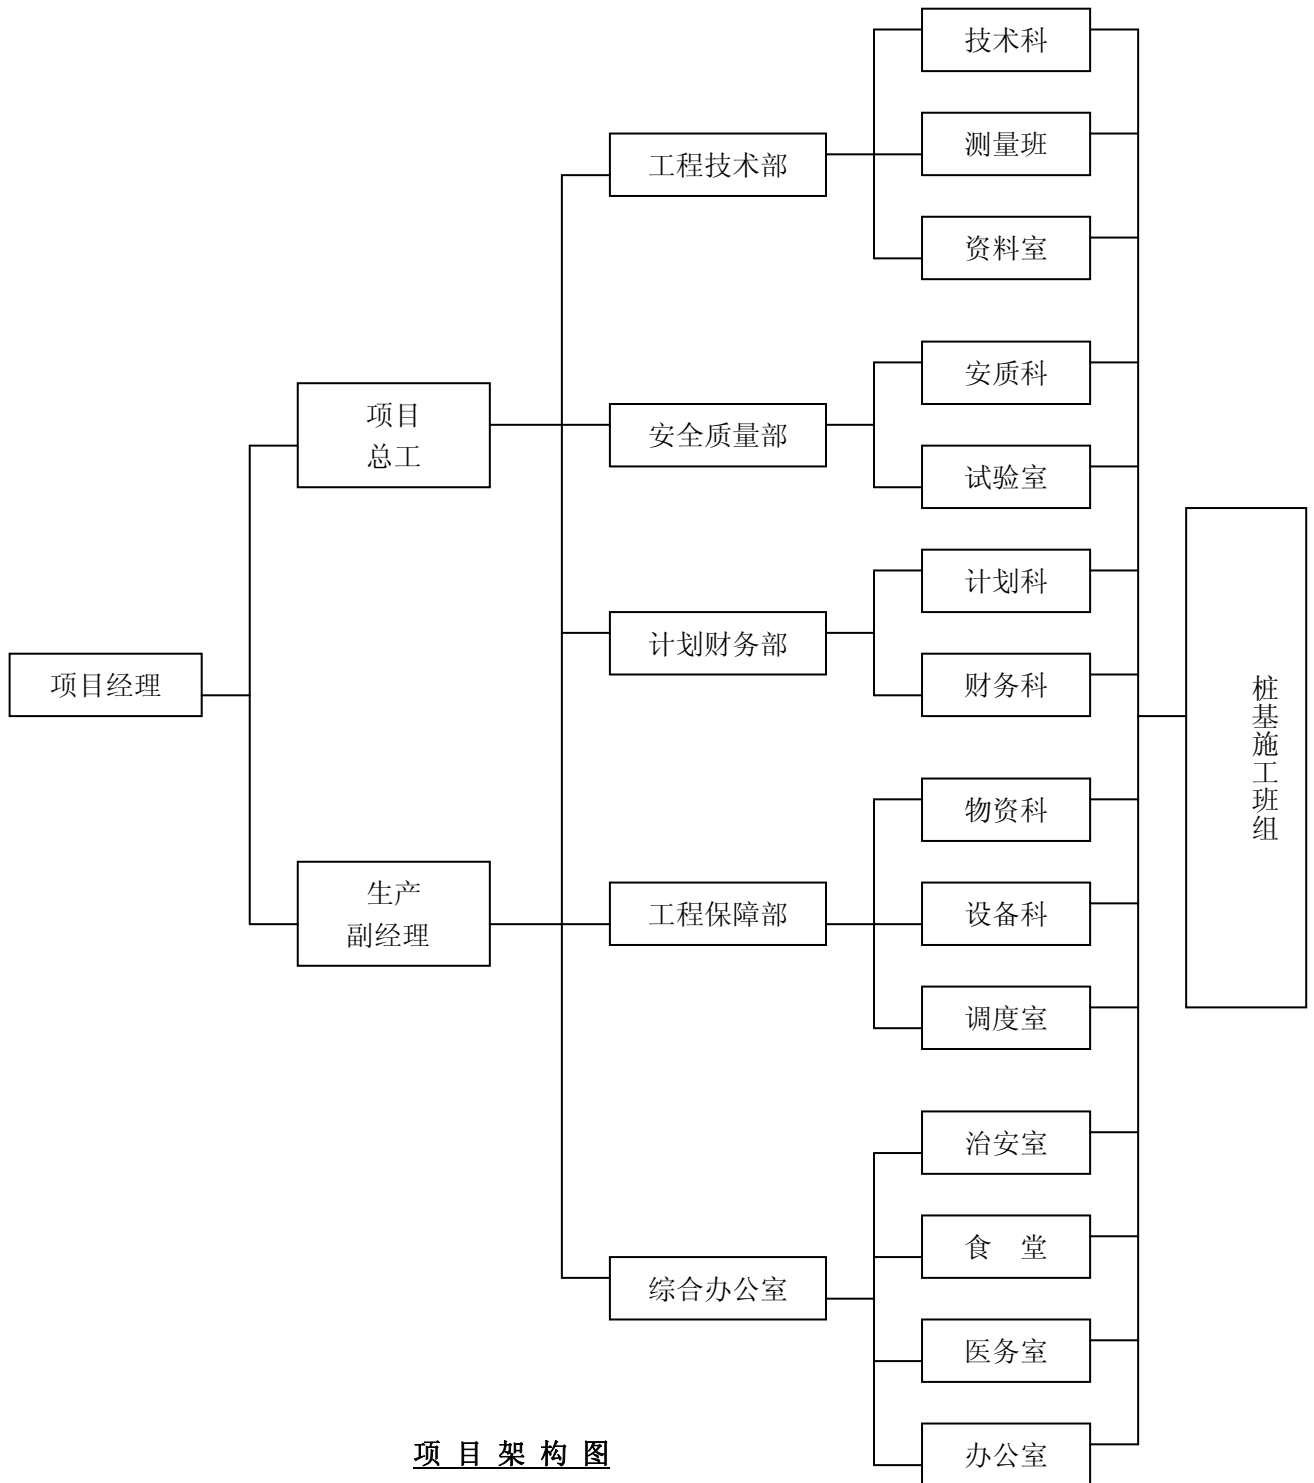 项目经理
项目
总工
生产
副经理
工程技术部
安全质量部
计划财务部
工程保障部
综合办公室
技术科
测量班
资料室
安质科
试验室
计划科
财务科
物资科
设备科
调度室
治安室
食 堂
医务室
办公室
桩基施工班组
项 目 架 构 图